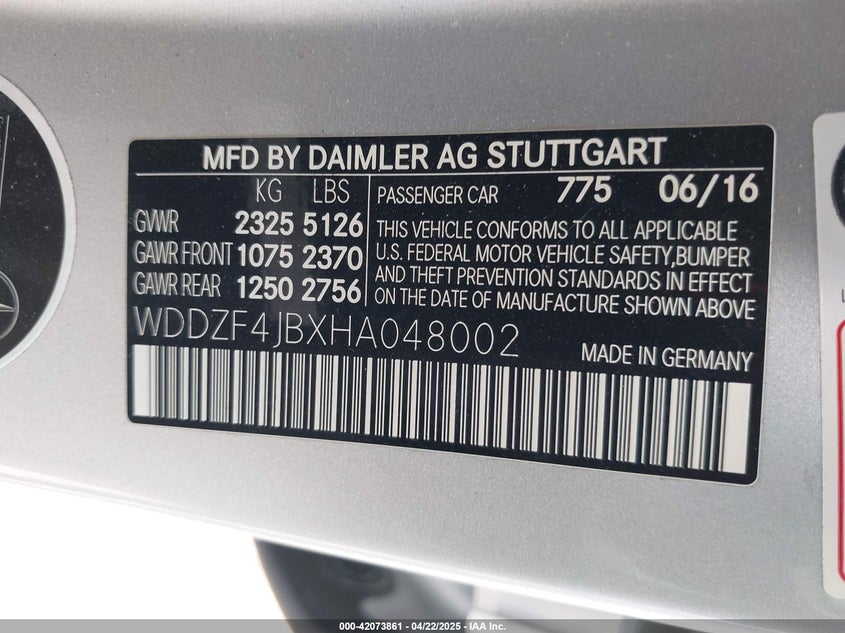 MFD BY DAIMLER AG STUTTGART
KG LBS
GVWR 2325 5126
GAWR FRONT 1075 2370
GAWR REAR 1250 2756
PASSENGER CAR 775 06/16
THIS VEHICLE CONFORMS TO ALL APPLICABLE
U.S. FEDERAL MOTOR VEHICLE SAFETY,BUMPER
AND THEFT PREVENTION STANDARDS IN EFFECT
ON THE DATE OF MANUFACTURE SHOWN ABOVE
WDDZF4JBXHA048002
MADE IN GERMANY
000-42073861 - 04/22/2025 - IAA Inc.